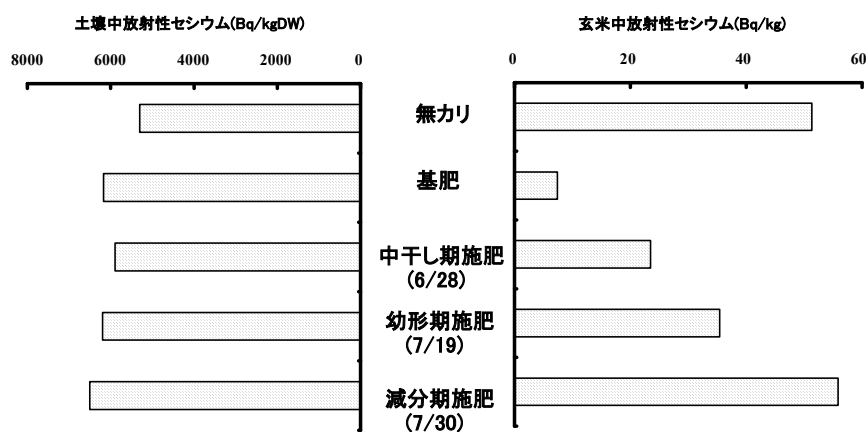 土壌中放射性セシウム(Bq/kgDW)
玄米中放射性セシウム(Bq/kg)
8000 6000 4000 2000 0
0 20 40 60
無カリ
基肥
中干し期施肥
(6/28)
幼形期施肥
(7/19)
減分期施肥
(7/30)